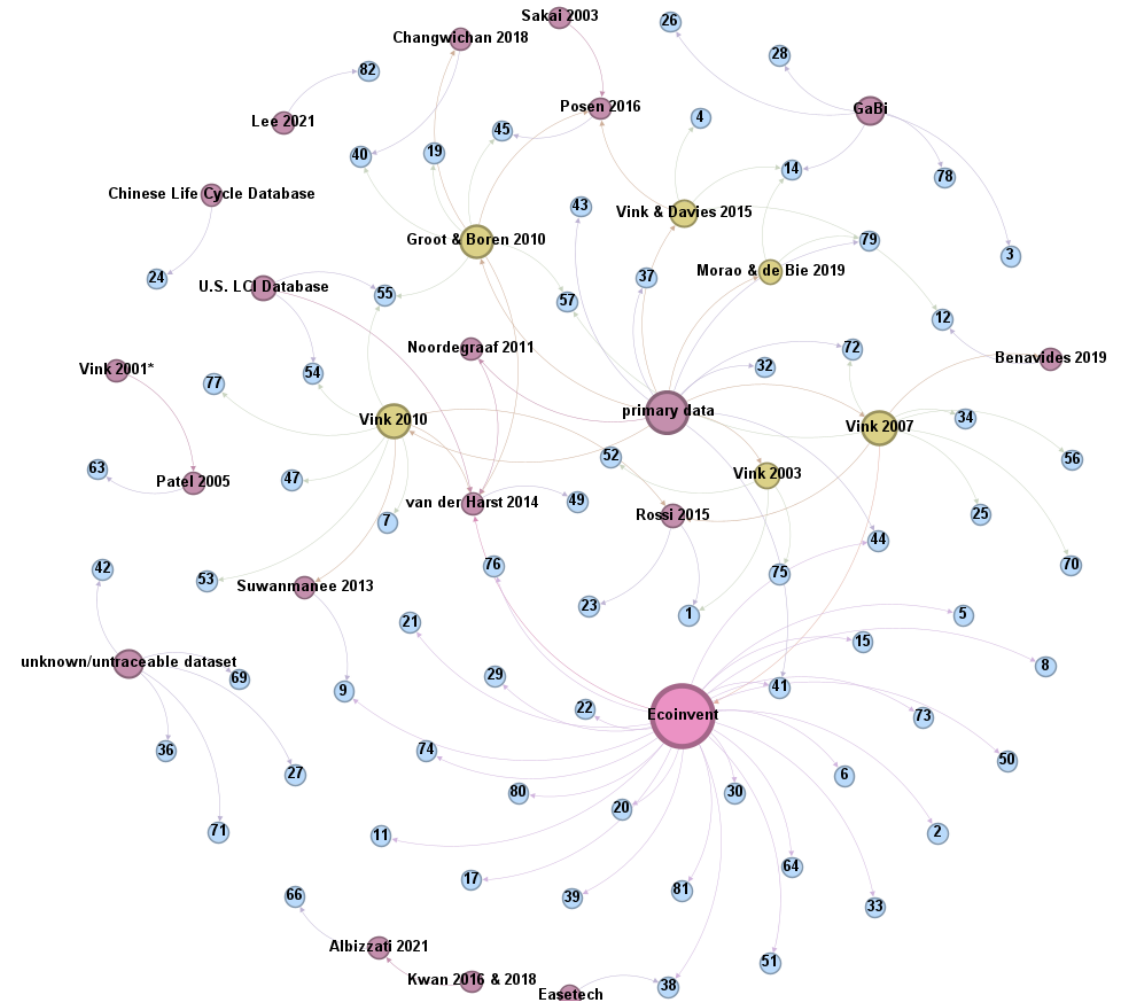 Sakai 2003
26
Changwichan 2018
28
82
Posen 2016
GaBi
Lee 2021
4
45
19
40
14
78
Chinese Life Cycle Database
43
Vink & Davies 2015
Groot & Boren 2010
79
3
24
37
Morao & de Bie 2019
U.S. LCI Database
55
57
12
Noordegraaf 2011
72
Benavides 2019
Vink 2001*
54
32
77
primary data
Vink 2010
Vink 2007
34
52
56
63
Vink 2003
Patel 2005
47
van der Harst 2014
49
Rossi 2015
25
7
44
76
70
42
53
75
Suwanmanee 2013
23
1
5
21
15
unknown/untraceable dataset
8
69
29
9
41
22
Ecoinvent
73
36
74
50
27
6
80
30
20
71
11
2
64
17
81
66
39
33
Albizzati 2021
51
Kwan 2016 & 2018
38
Easetech